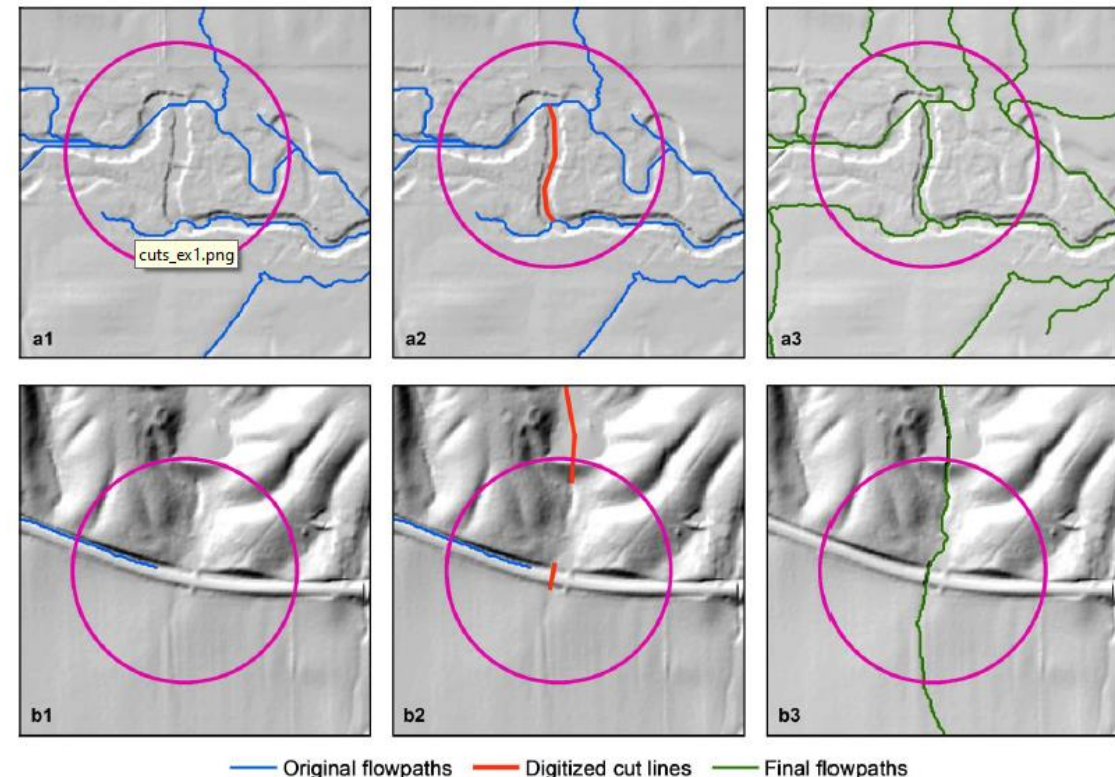 a1
cuts_ex1.png
a2
a3
b1
b2
b3
Original flowpaths
Digitized cut lines
Final flowpaths